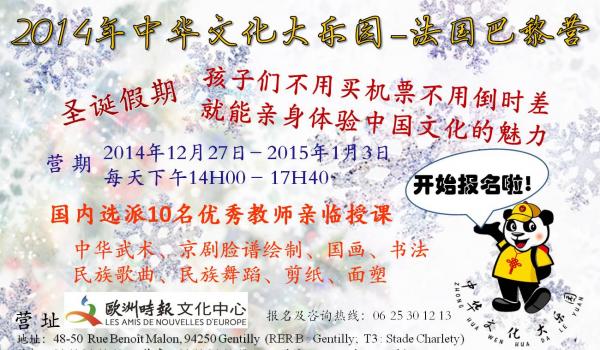 2014年中华文化大乐园-法国巴黎营
圣诞假期
孩子们不用买机票不用倒时差
就能亲身体验中国文化的魅力
营期
2014年12月27日－2015年1月3日
每天下午14H00－17H40
开始报名啦!
国内选派10名优秀教师亲临授课
中华武术、京剧脸谱绘制、国画、书法
民族歌曲、民族舞蹈、剪纸、面塑
中华文化大乐园
ZHONG HUA WEN HUA DA LE YUAN
营址
歐洲時報文化中心
LES AMIS DE NOUVELLES D'EUROPE
报名及咨询热线：06 25 30 12 13
地址：48-50 Rue Benoît Malon, 94250 Gentilly (RER B Gentilly; T3 : Stade Charlety)